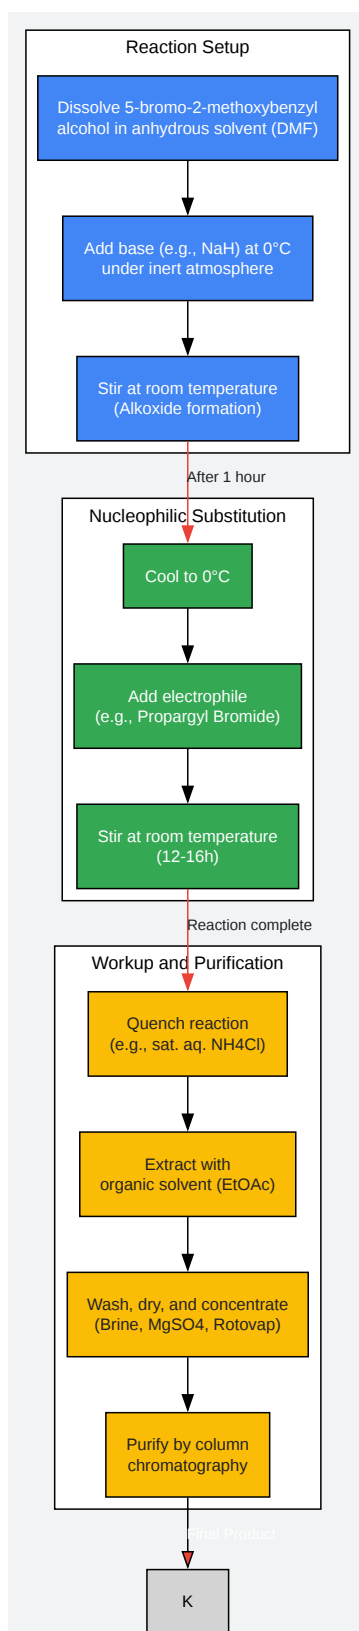 Reaction Setup
Dissolve 5-bromo-2-methoxybenzyl
alcohol in anhydrous solvent (DMF)
Add base (e.g., NaH) at 0°C
under inert atmosphere
Stir at room temperature
(Alkoxide formation)
After 1 hour
Nucleophilic Substitution
Cool to 0°C
Add electrophile
(e.g., Propargyl Bromide)
Stir at room temperature
(12-16h)
Reaction complete
Workup and Purification
Quench reaction
(e.g., sat. aq. NH4Cl)
Extract with
organic solvent (EtOAc)
Wash, dry, and concentrate
(Brine, MgSO4, Rotovap)
Purify by column
chromatography
Final Product
K